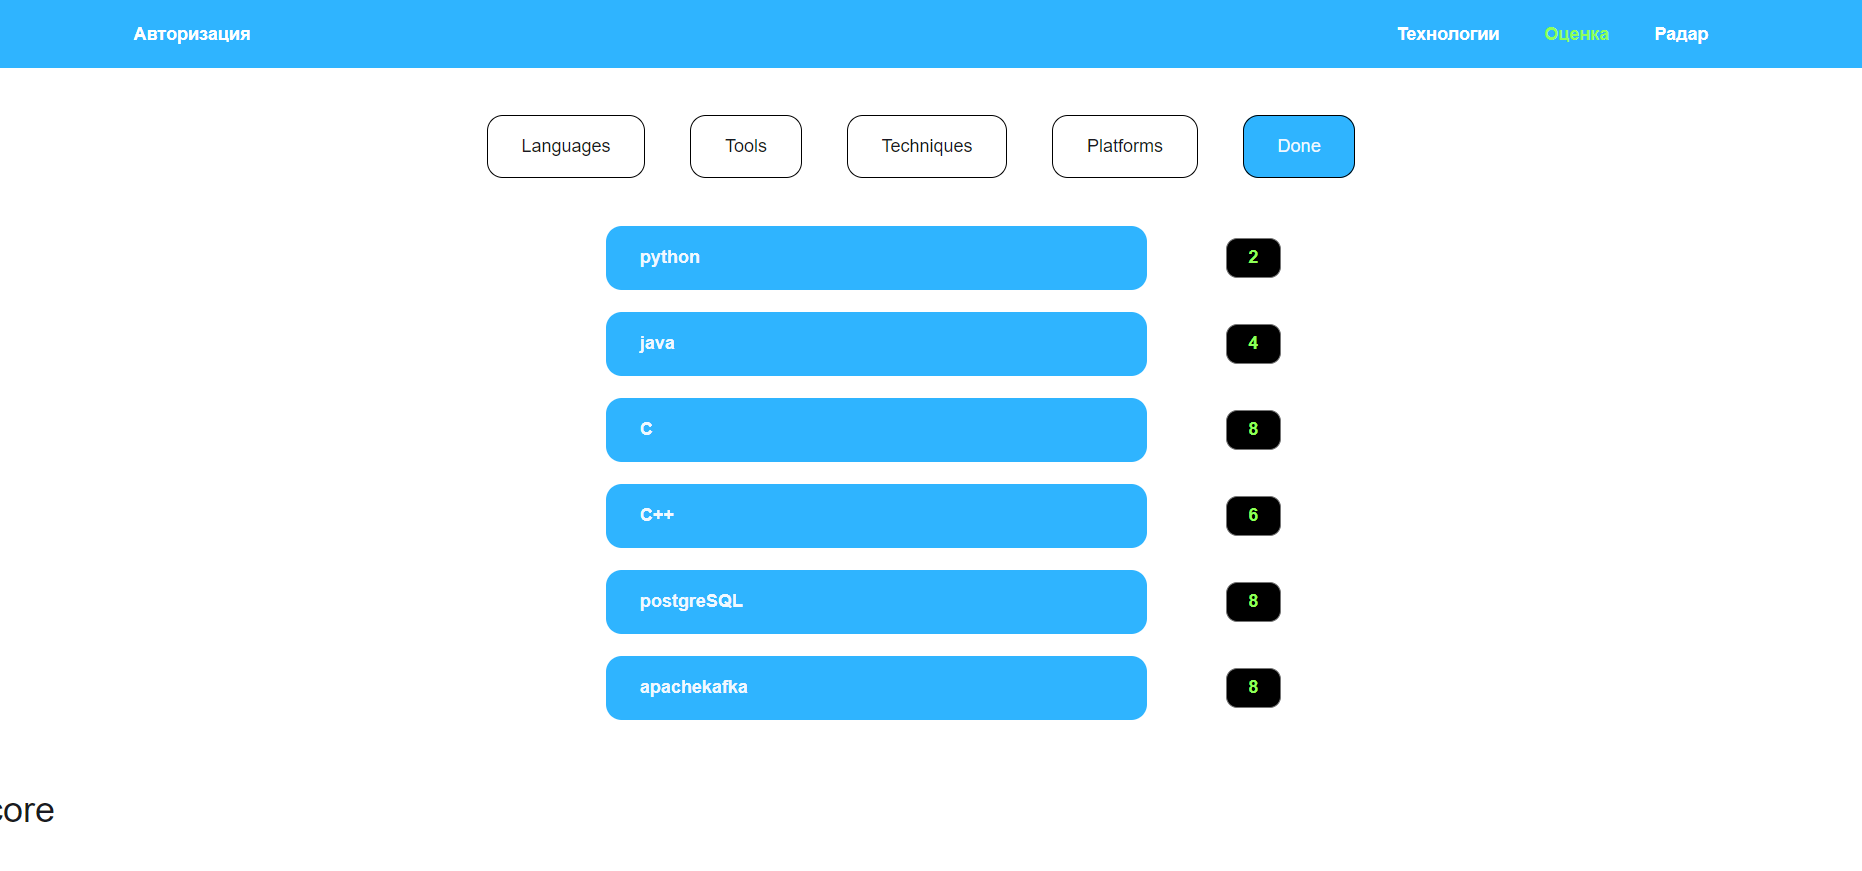 Авторизация Технологии Оценка Радар
Languages Tools Techniques Platforms Done
python 2
java 4
C 8
C++ 6
postgreSQL 8
apachekafka 8
core